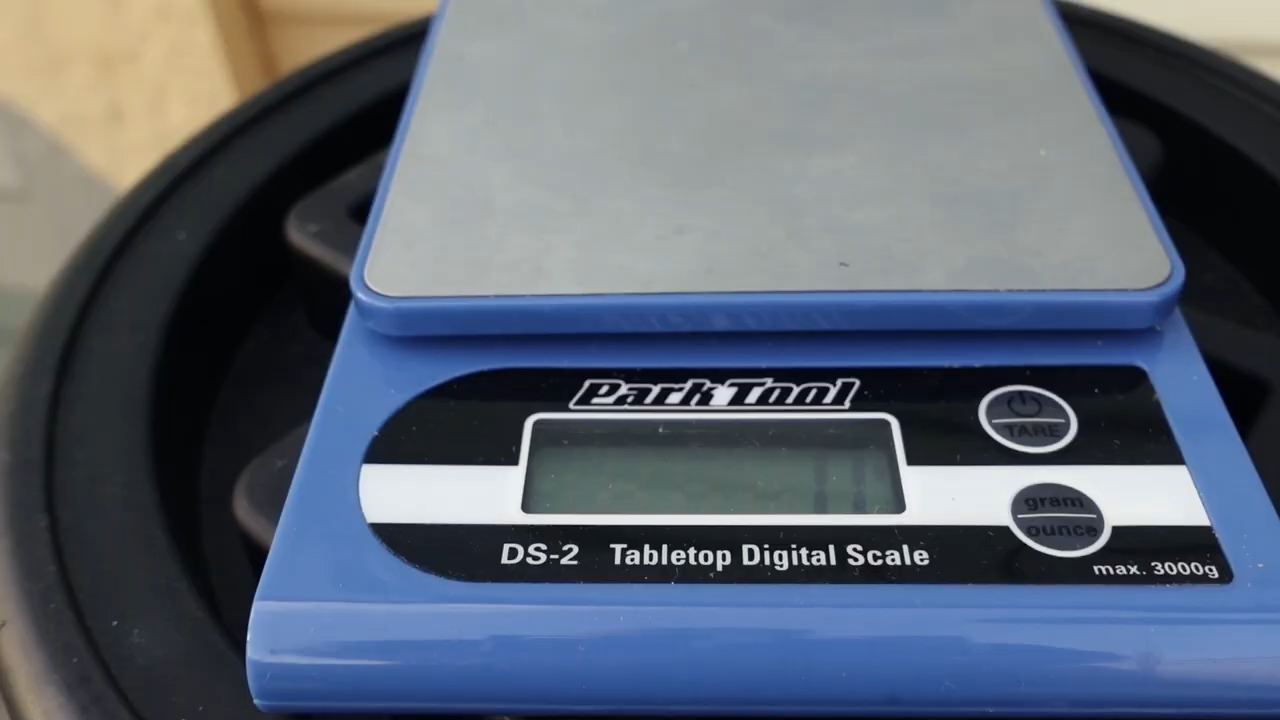 Park Tool
TARE
gram
ounce
DS-2 Tabletop Digital Scale
max. 3000g